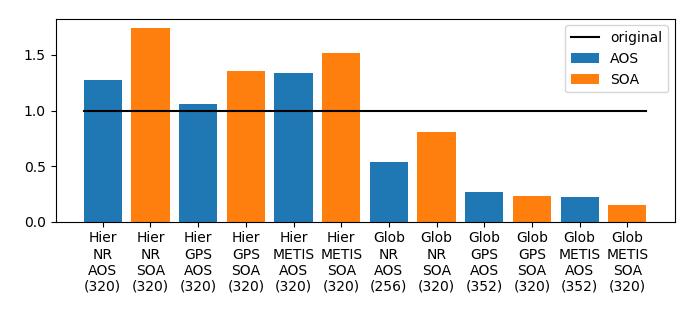 1.5
1.0
0.5
0.0
original
AOS
SOA
Hier Hier Hier Hier Hier Hier Glob Glob Glob Glob Glob Glob
NR NR GPS GPS METIS METIS NR NR GPS GPS METIS METIS
AOS SOA AOS SOA AOS SOA AOS SOA AOS SOA AOS SOA
(320) (320) (320) (320) (320) (320) (256) (320) (352) (320) (352) (320)